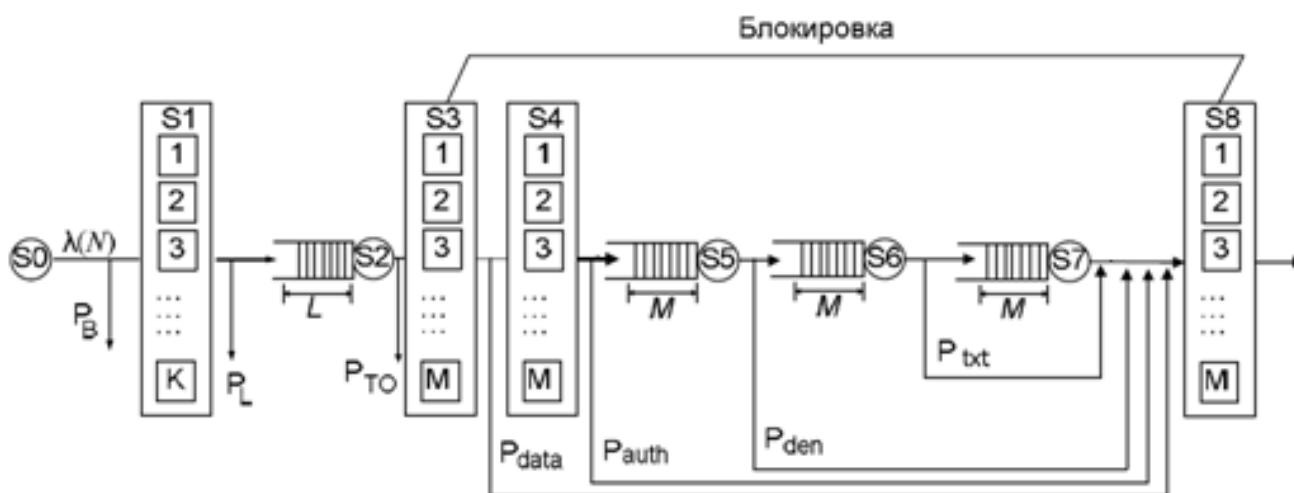 Блокировка
S1 S3 S4 S8
1 1 1 1
2 2 2 2
S0 λ(N) 3 S2 3 3 S5 S6 S7 3
... ... ... ...
... ... ... ...
P_B L M M M
K P_L P_TO M M P_txt M
P_data P_auth P_den